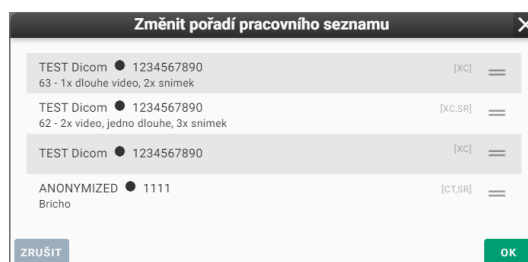 Změnit pořadí pracovního seznamu
TEST Dicom ● 1234567890 [XC]
63 - 1x dlouhe video, 2x snimek
TEST Dicom ● 1234567890 [XC,SR]
62 - 2x video, jedno dlouhe, 3x snimek
TEST Dicom ● 1234567890 [XC]
ANONYMIZED ● 1111 [CT,SR]
Bricho
ZRUŠIT OK